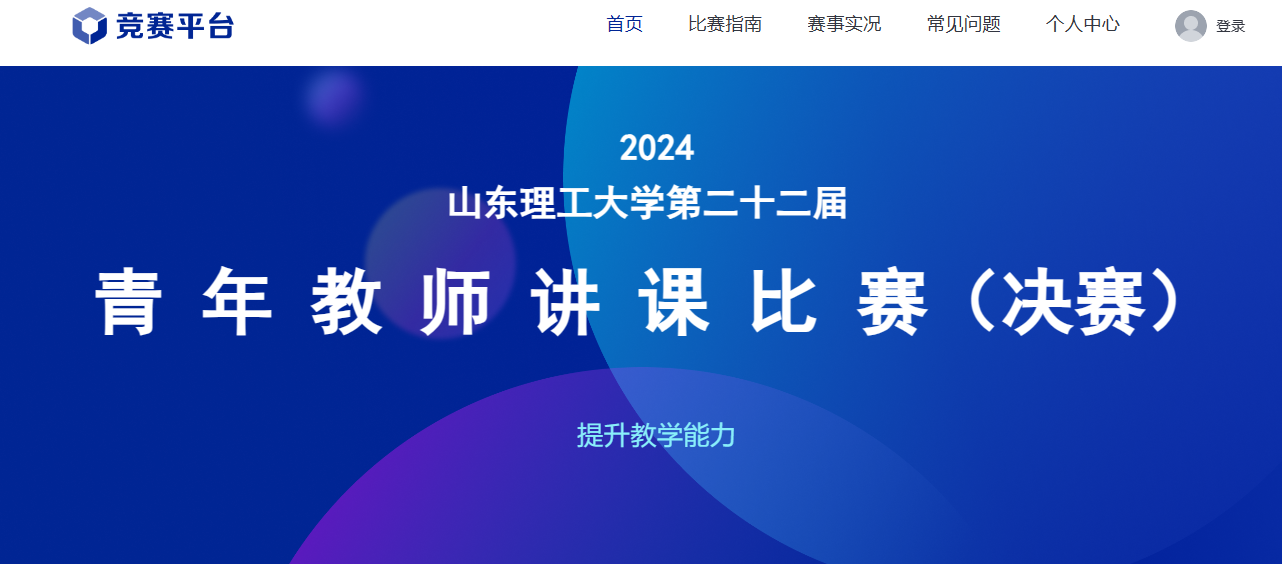 竞赛平台
首页 比赛指南 赛事实况 常见问题 个人中心 登录
2024
山东理工大学第二十二届
青年教师讲课比赛（决赛）
提升教学能力